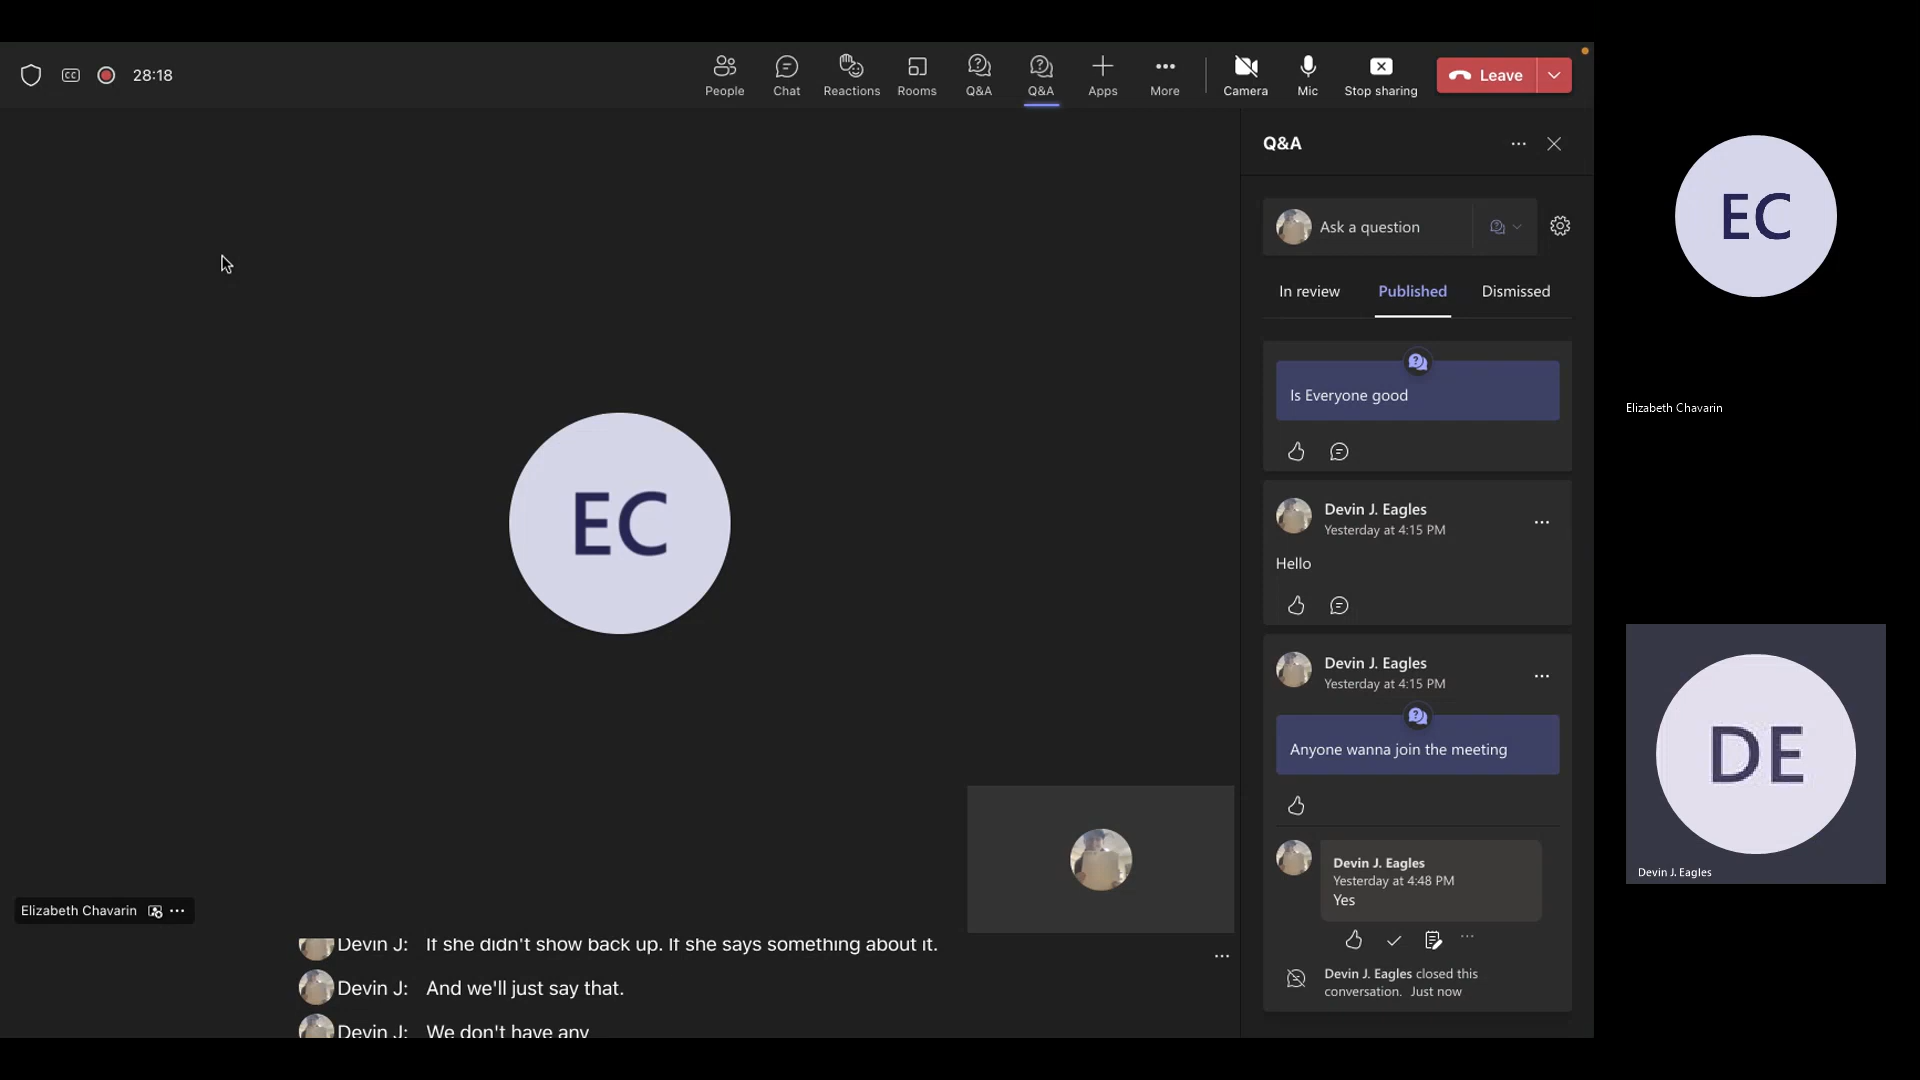 CC
28:18
People
Chat
Reactions
Rooms
Q&A
Q&A
Apps
More
Camera
Mic
Stop sharing
Leave
Q&A
Ask a question
In review
Published
Dismissed
Is Everyone good
Devin J. Eagles
Yesterday at 4:15 PM
Hello
Devin J. Eagles
Yesterday at 4:15 PM
Anyone wanna join the meeting
Devin J. Eagles
Yesterday at 4:48 PM
Yes
Devin J. Eagles closed this
conversation. Just now
EC
Elizabeth Chavarin
Devin J: If she didn't show back up. If she says something about it.
Devin J: And we'll just say that.
Devin J: We don't have any
EC
Elizabeth Chavarin
DE
Devin J. Eagles